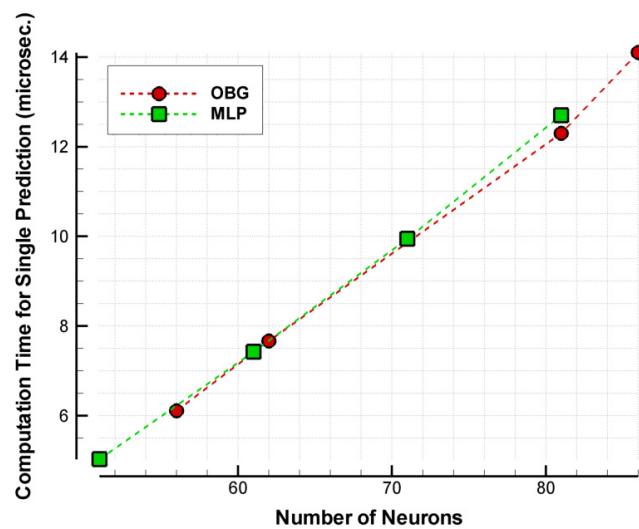 Computation Time for Single Prediction (microsec.)
14
12
10
8
6
OBG
MLP
60
70
80
Number of Neurons